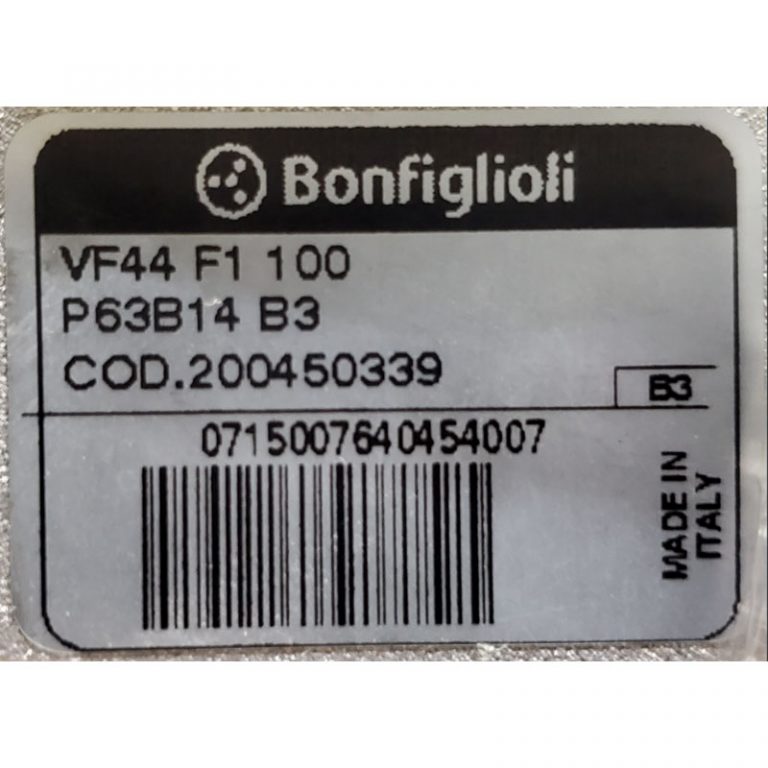 Bonfiglioli
VF44 F1 100
P63B14 B3
COD.200450339
B3
0715007640454007
MADE IN
ITALY